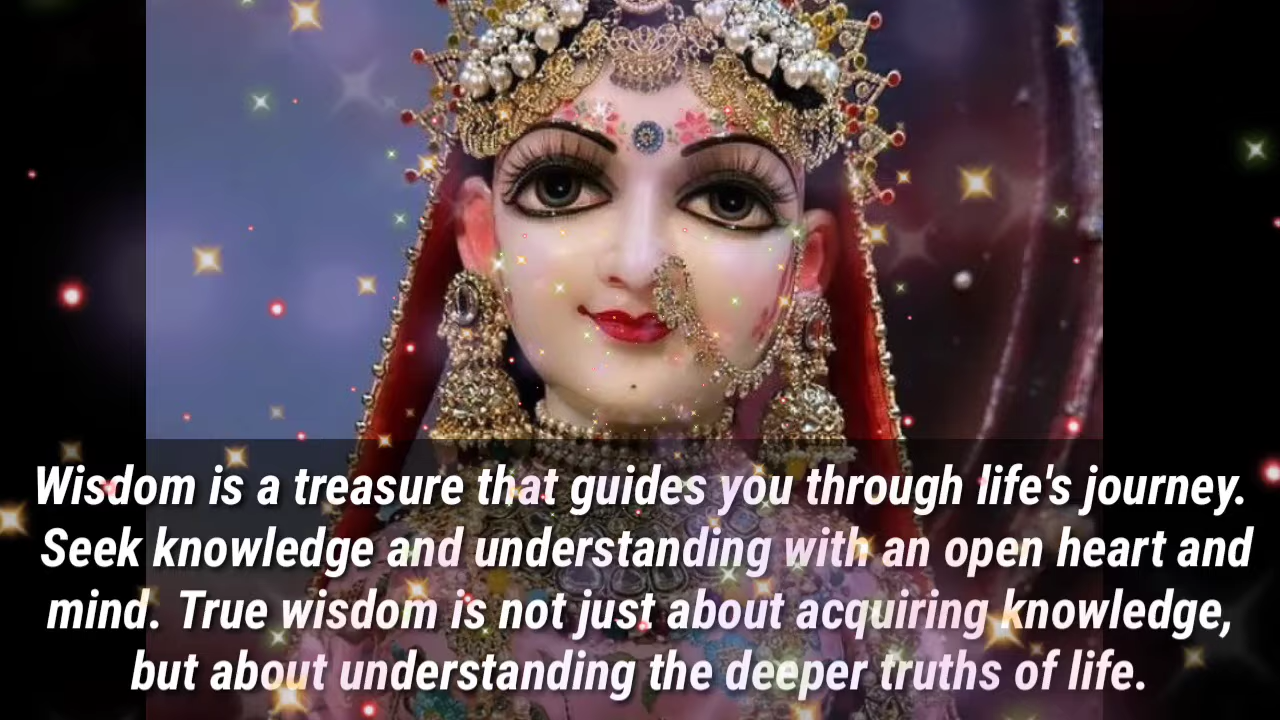 Wisdom is a treasure that guides you through life's journey.
Seek knowledge and understanding with an open heart and
mind. True wisdom is not just about acquiring knowledge,
but about understanding the deeper truths of life.